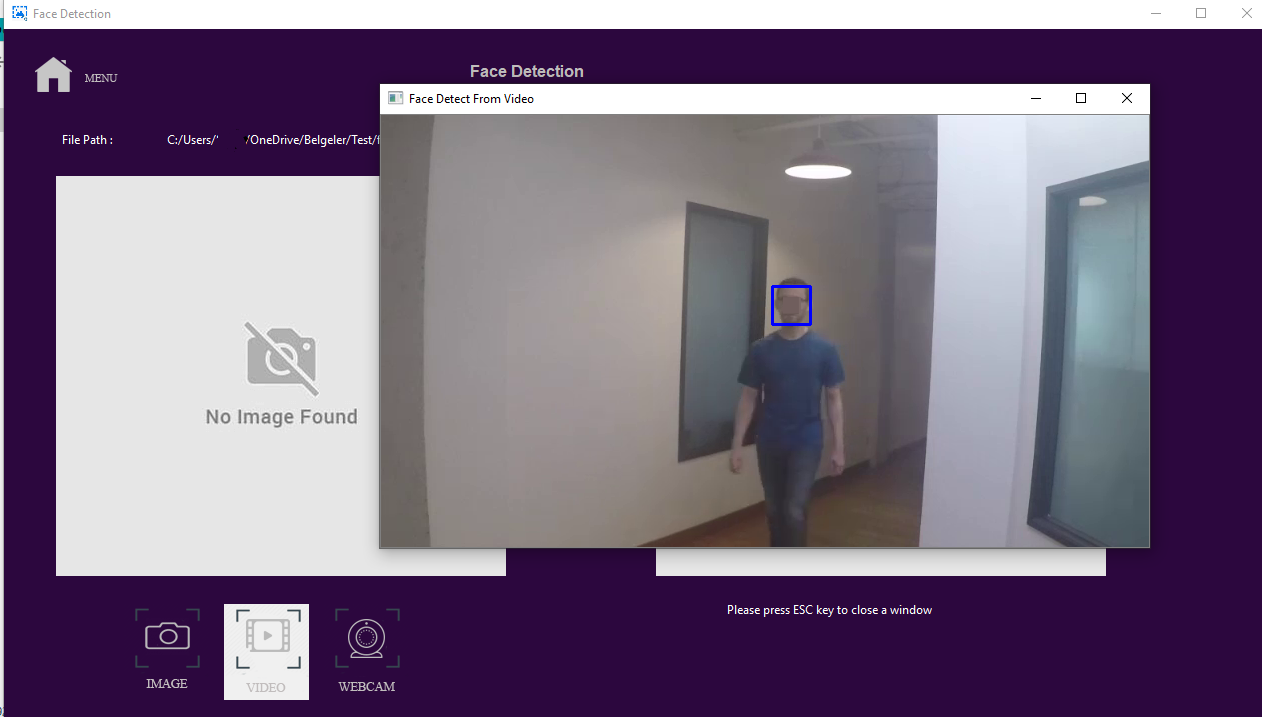 Face Detection
MENU
Face Detection
Face Detect From Video
File Path :
C:/Users/'
/OneDrive/Belgeler/Test/f
No Image Found
Please press ESC key to close a window
IMAGE
VIDEO
WEBCAM